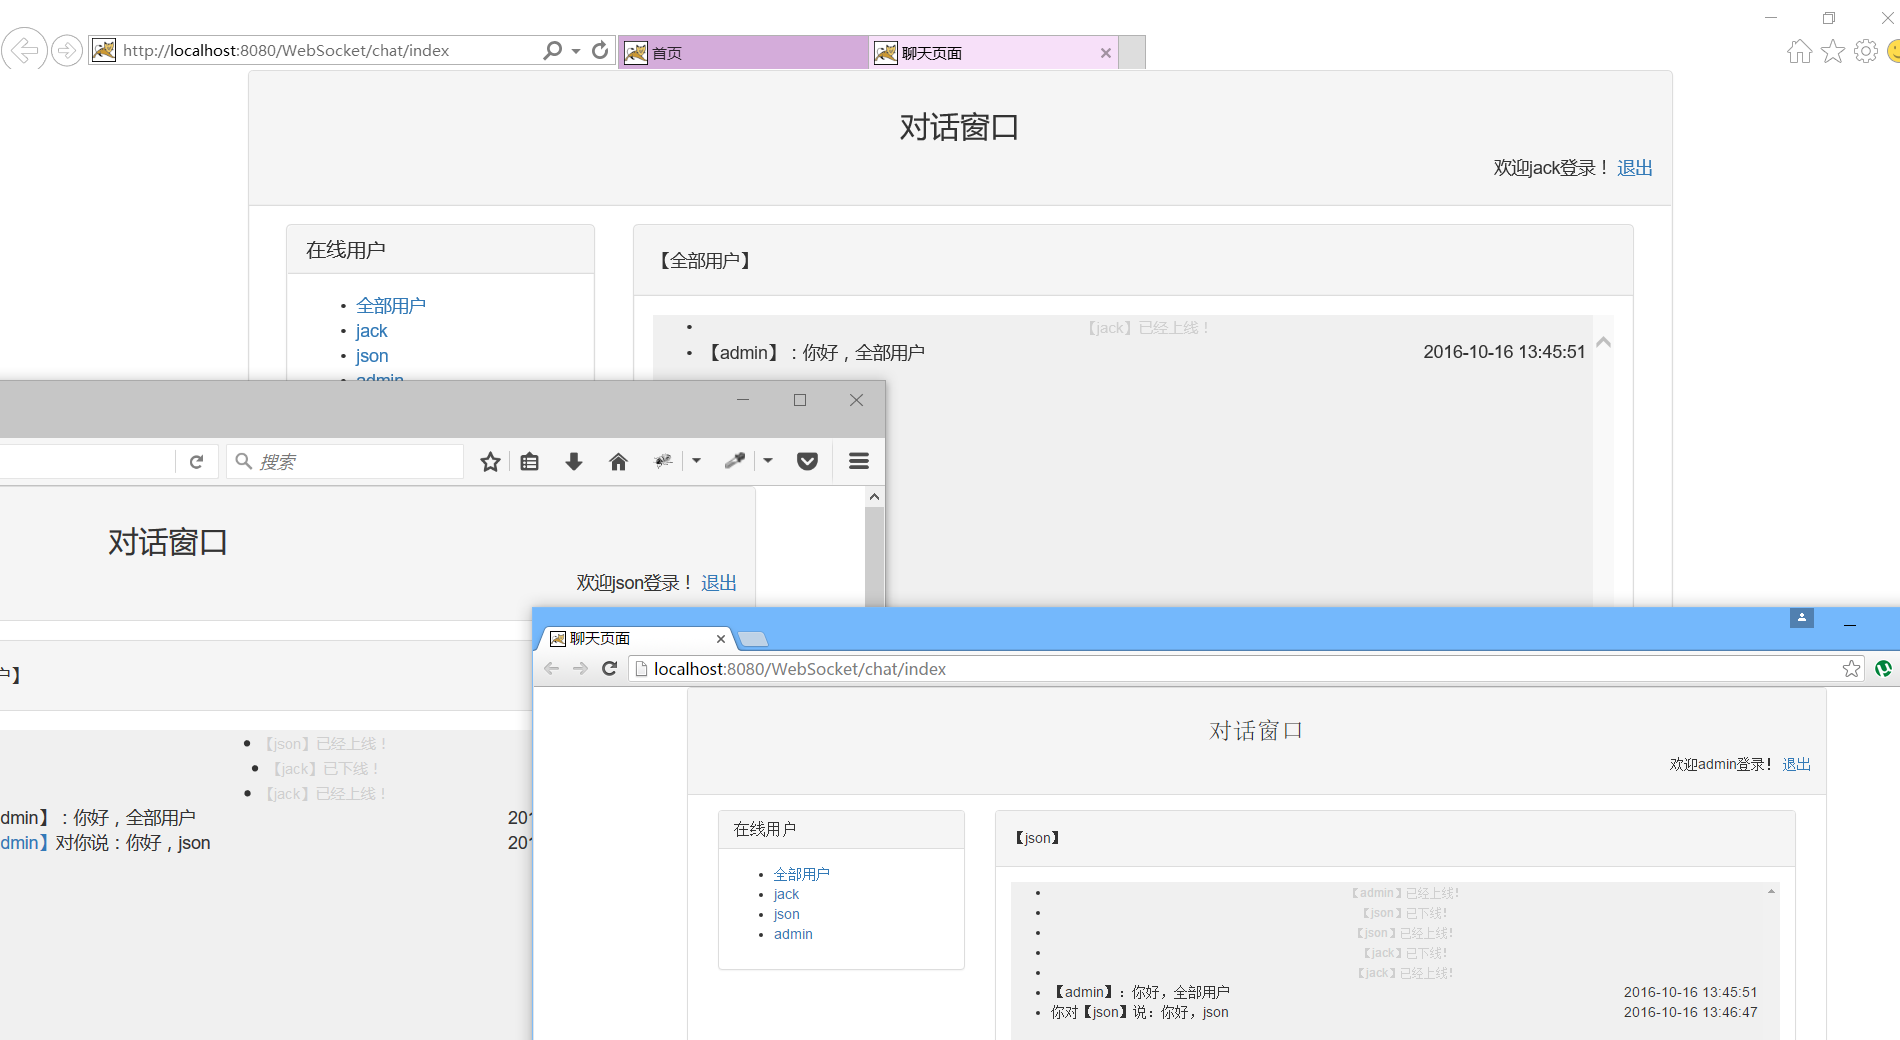 http://localhost:8080/WebSocket/chat/index
首页
聊天页面
对话窗口
欢迎jack登录！ 退出
在线用户
全部用户
jack
json
admin
【全部用户】
【jack】已经上线！
【admin】：你好，全部用户 2016-10-16 13:45:51
搜索
对话窗口
欢迎json登录！ 退出
户】
【json】已经上线！
【jack】已下线！
【jack】已经上线！
dmin】：你好，全部用户 201
dmin】对你说：你好，json 201
聊天页面
localhost:8080/WebSocket/chat/index
对话窗口
欢迎admin登录！ 退出
在线用户
全部用户
jack
json
admin
【json】
【admin】已经上线！
【json】已下线！
【json】已经上线！
【jack】已下线！
【jack】已经上线！
【admin】：你好，全部用户 2016-10-16 13:45:51
你对【json】说：你好，json 2016-10-16 13:46:47